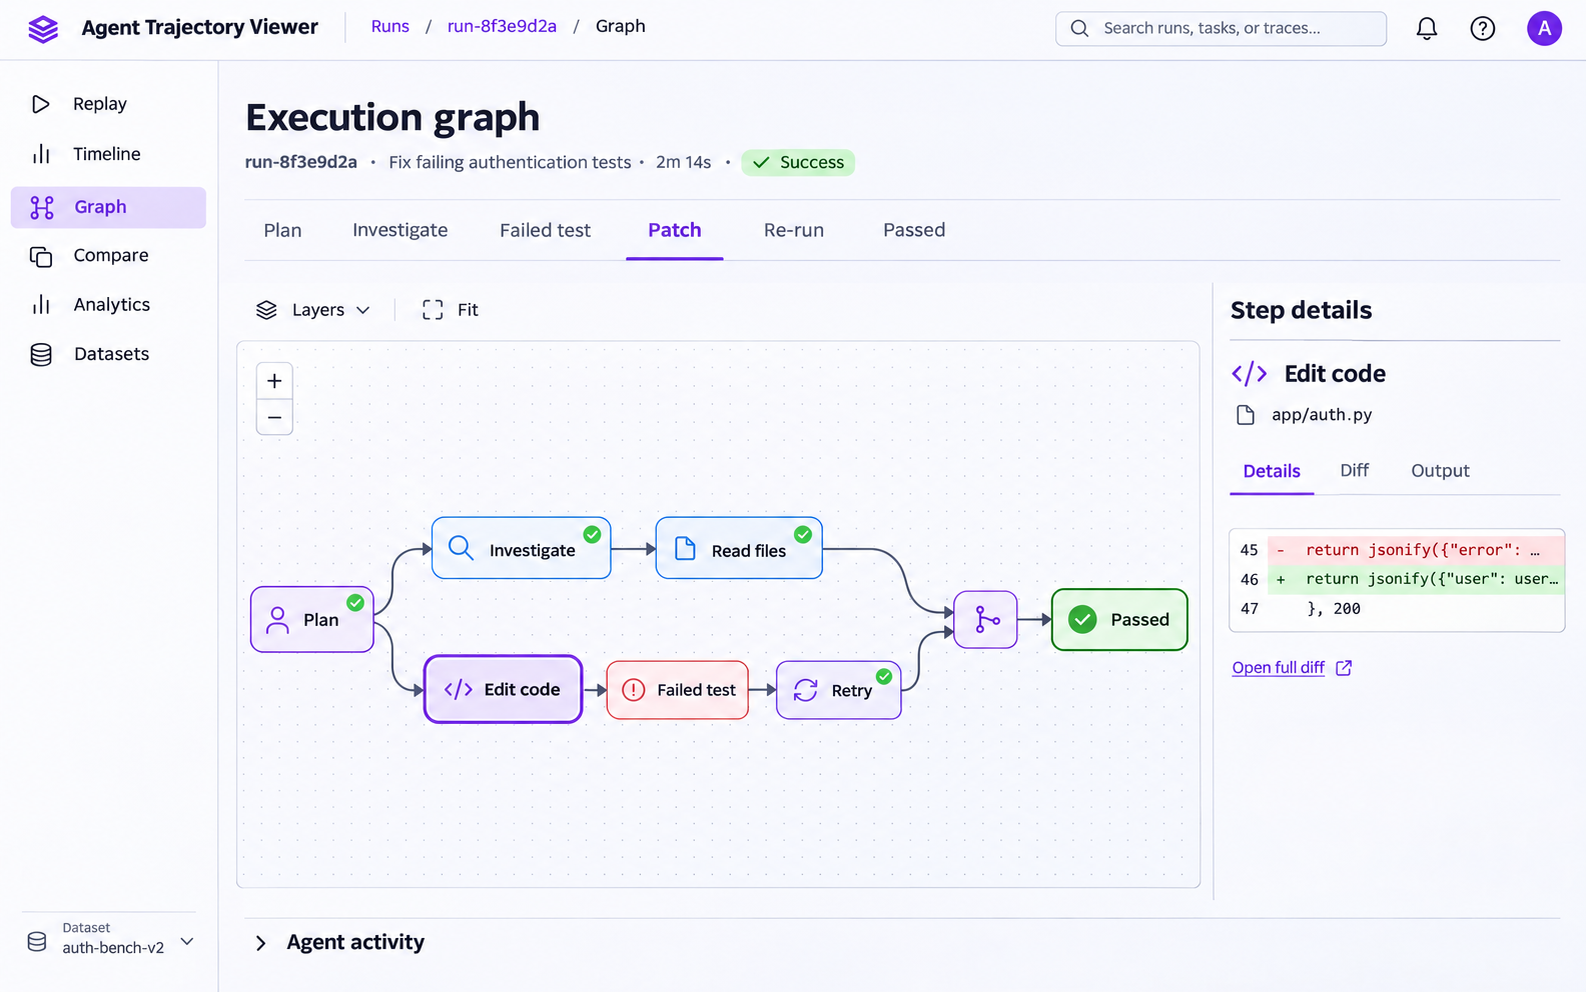 Agent Trajectory Viewer
Runs / run-8f3e9d2a / Graph
Search runs, tasks, or traces...
A
Replay
Timeline
Graph
Compare
Analytics
Datasets
Dataset
auth-bench-v2
Execution graph
run-8f3e9d2a • Fix failing authentication tests • 2m 14s • Success
Plan Investigate Failed test Patch Re-run Passed
Layers Fit
+
−
Investigate
Read files
Plan
Passed
Edit code
Failed test
Retry
Step details
Edit code
app/auth.py
Details Diff Output
45 - return jsonify({"error": …
46 + return jsonify({"user": user…
47 }, 200
Open full diff
Agent activity